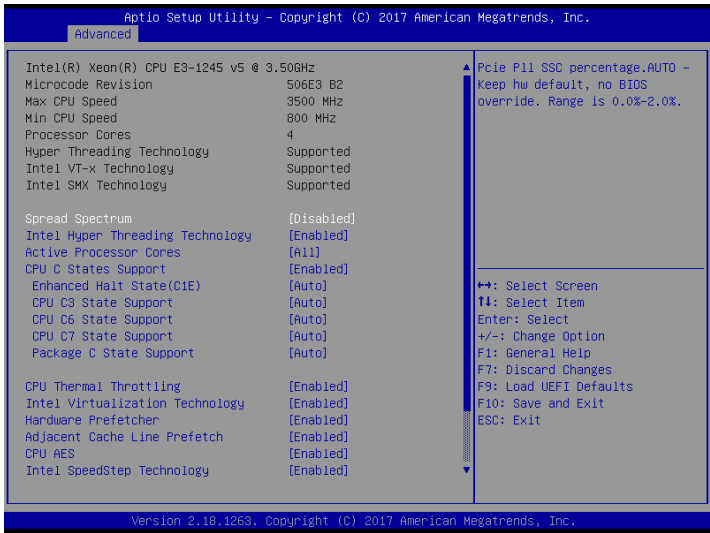 Aptio Setup Utility – Copyright (C) 2017 American Megatrends, Inc.
Advanced
Intel(R) Xeon(R) CPU E3-1245 v5 @ 3.50GHz
Microcode Revision 506E3 B2
Max CPU Speed 3500 MHz
Min CPU Speed 800 MHz
Processor Cores 4
Hyper Threading Technology Supported
Intel VT-x Technology Supported
Intel SMX Technology Supported
Spread Spectrum [Disabled]
Intel Hyper Threading Technology [Enabled]
Active Processor Cores [All]
CPU C States Support [Enabled]
Enhanced Halt State(C1E) [Auto]
CPU C3 State Support [Auto]
CPU C6 State Support [Auto]
CPU C7 State Support [Auto]
Package C State Support [Auto]
CPU Thermal Throttling [Enabled]
Intel Virtualization Technology [Enabled]
Hardware Prefetcher [Enabled]
Adjacent Cache Line Prefetch [Enabled]
CPU AES [Enabled]
Intel SpeedStep Technology [Enabled]
Pcie Pll SSC percentage.AUTO –
Keep hw default, no BIOS
override. Range is 0.0%-2.0%.
↔: Select Screen
↑↓: Select Item
Enter: Select
+/-: Change Option
F1: General Help
F7: Discard Changes
F9: Load UEFI Defaults
F10: Save and Exit
ESC: Exit
Version 2.18.1263. Copyright (C) 2017 American Megatrends, Inc.